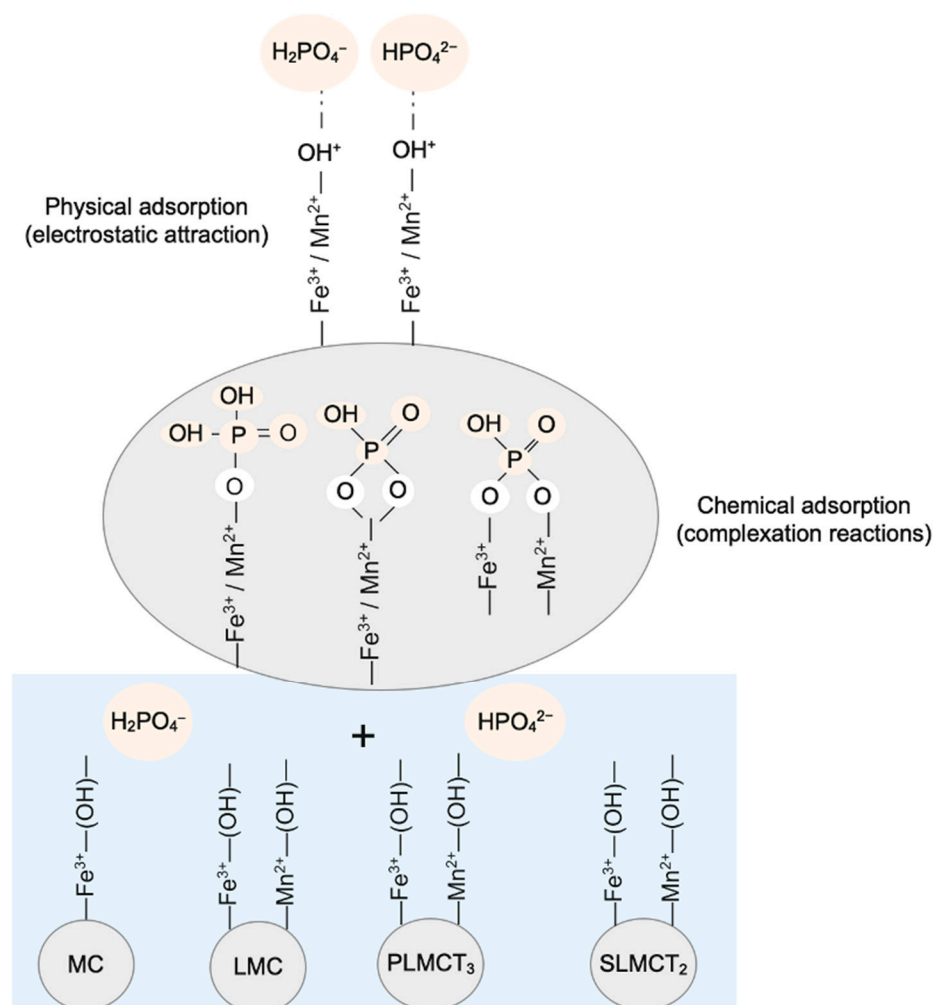 H₂PO₄⁻ HPO₄²⁻
OH⁺ OH⁺
Physical adsorption
(electrostatic attraction)
—Fe³⁺ / Mn²⁺—
—Fe³⁺ / Mn²⁺—
OH
OH - P = O
O
—Fe³⁺ / Mn²⁺—
OH O
P
O O
—Fe³⁺ / Mn²⁺—
OH O
P
O O
—Fe³⁺—
—Mn²⁺—
Chemical adsorption
(complexation reactions)
H₂PO₄⁻ + HPO₄²⁻
—Fe³⁺—(OH)—
—Fe³⁺—(OH)—
—Mn²⁺—(OH)—
—Fe³⁺—(OH)—
—Mn²⁺—(OH)—
—Fe³⁺—(OH)—
—Mn²⁺—(OH)—
MC LMC PLMCT₃ SLMCT₂